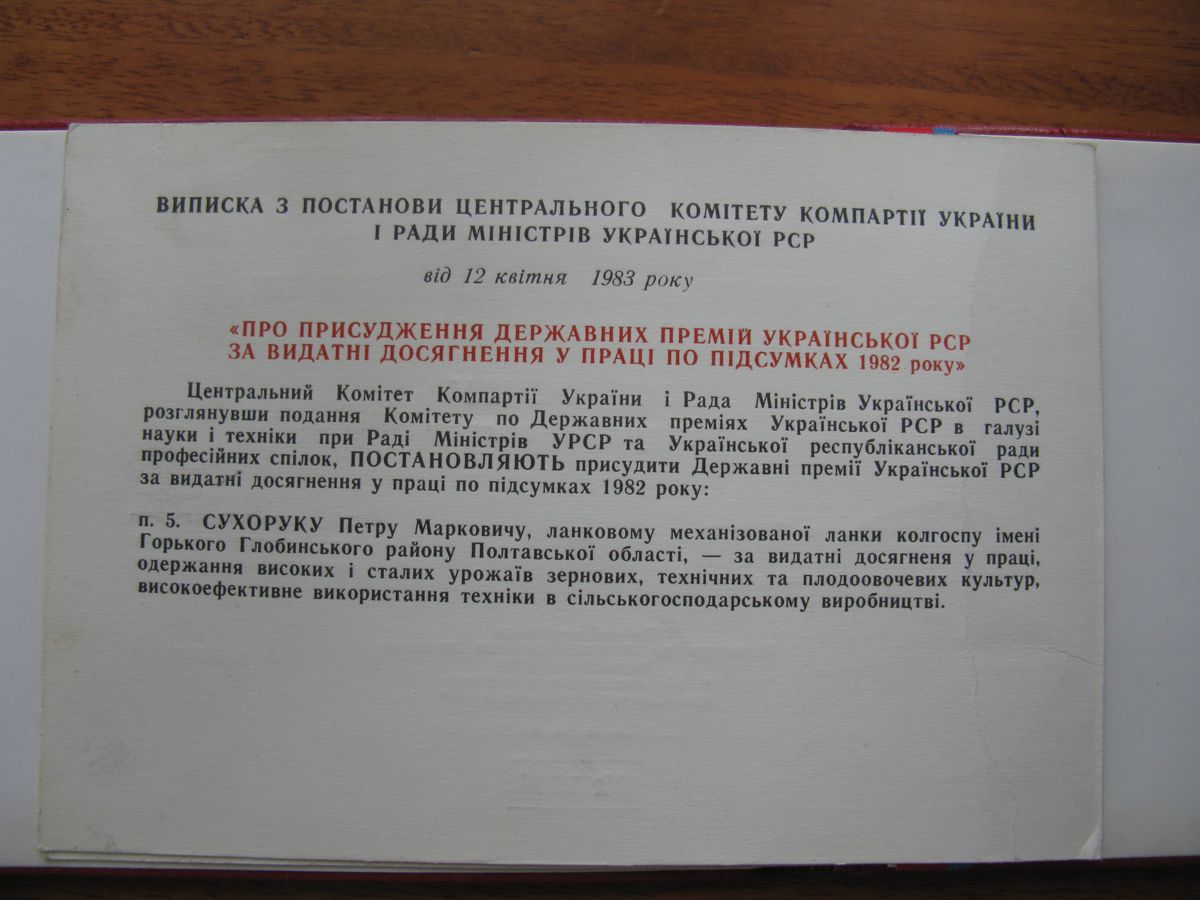 ВИПИСКА З ПОСТАНОВИ ЦЕНТРАЛЬНОГО КОМІТЕТУ КОМПАРТІЇ УКРАЇНИ
І РАДИ МІНІСТРІВ УКРАЇНСЬКОЇ РСР
від 12 квітня 1983 року
«ПРО ПРИСУДЖЕННЯ ДЕРЖАВНИХ ПРЕМІЙ УКРАЇНСЬКОЇ РСР
ЗА ВИДАТНІ ДОСЯГНЕННЯ У ПРАЦІ ПО ПІДСУМКАХ 1982 року»
Центральний Комітет Компартії України і Рада Міністрів Української РСР,
розглянувши подання Комітету по Державних преміях Української РСР в галузі
науки і техніки при Раді Міністрів УРСР та Української республіканської ради
професійних спілок, ПОСТАНОВЛЯЮТЬ присудити Державні премії Української РСР
за видатні досягнення у праці по підсумках 1982 року:
п. 5. СУХОРУКУ Петру Марковичу, ланковому механізованої ланки колгоспу імені
Горького Глобинського району Полтавської області, — за видатні досягненя у праці,
одержання високих і сталих урожаїв зернових, технічних та плодоовочевих культур,
високоефективне використання техніки в сільськогосподарському виробництві.